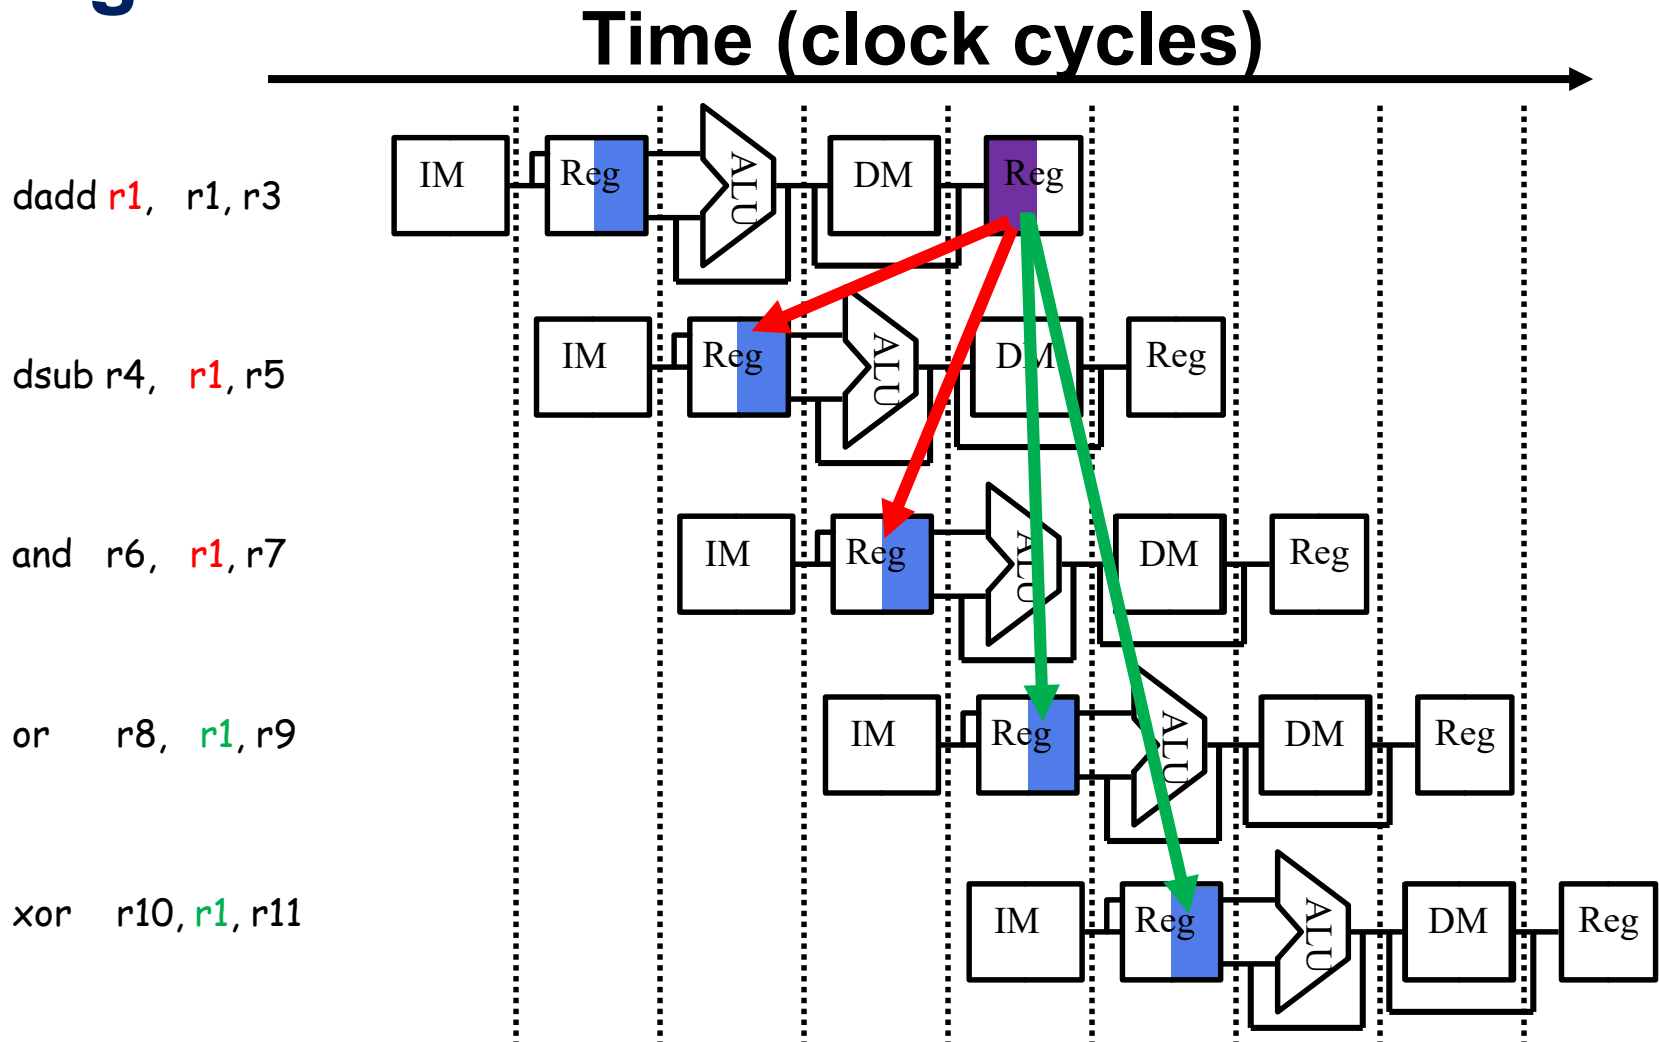 g
Time (clock cycles)
dadd r1, r1, r3 IM Reg ALU DM Reg
dsub r4, r1, r5 IM Reg ALU DM Reg
and r6, r1, r7 IM Reg ALU DM Reg
or r8, r1, r9 IM Reg ALU DM Reg
xor r10, r1, r11 IM Reg ALU DM Reg